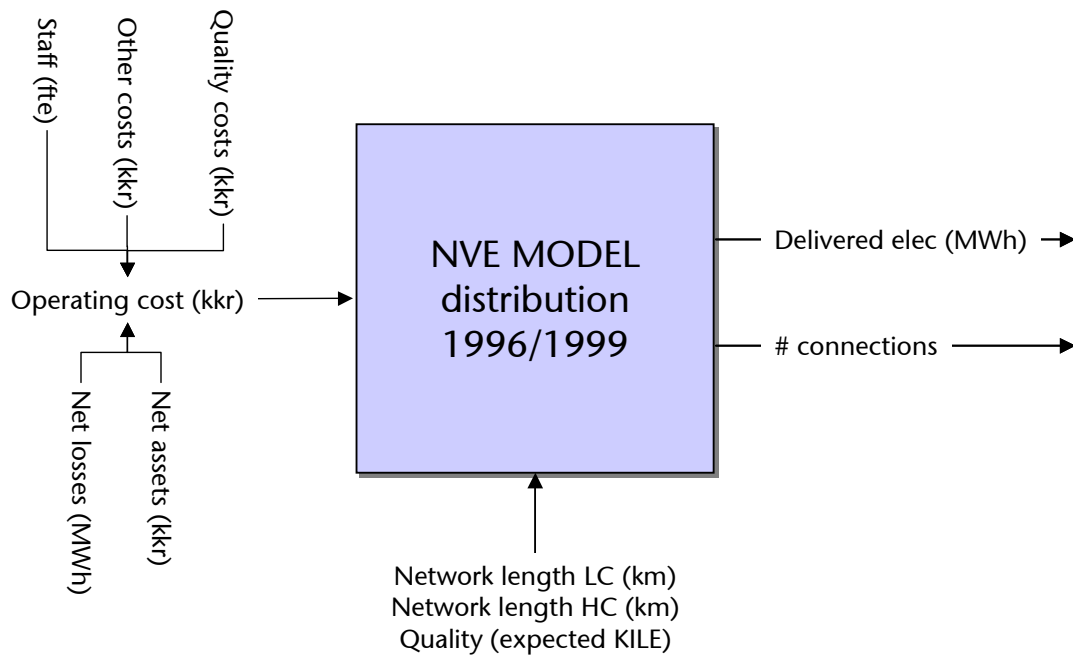 Staff (fte)
Other costs (kkr)
Quality costs (kkr)
Operating cost (kkr)
Net losses (MWh)
Net assets (kkr)
NVE MODEL
distribution
1996/1999
Delivered elec (MWh)
# connections
Network length LC (km)
Network length HC (km)
Quality (expected KILE)